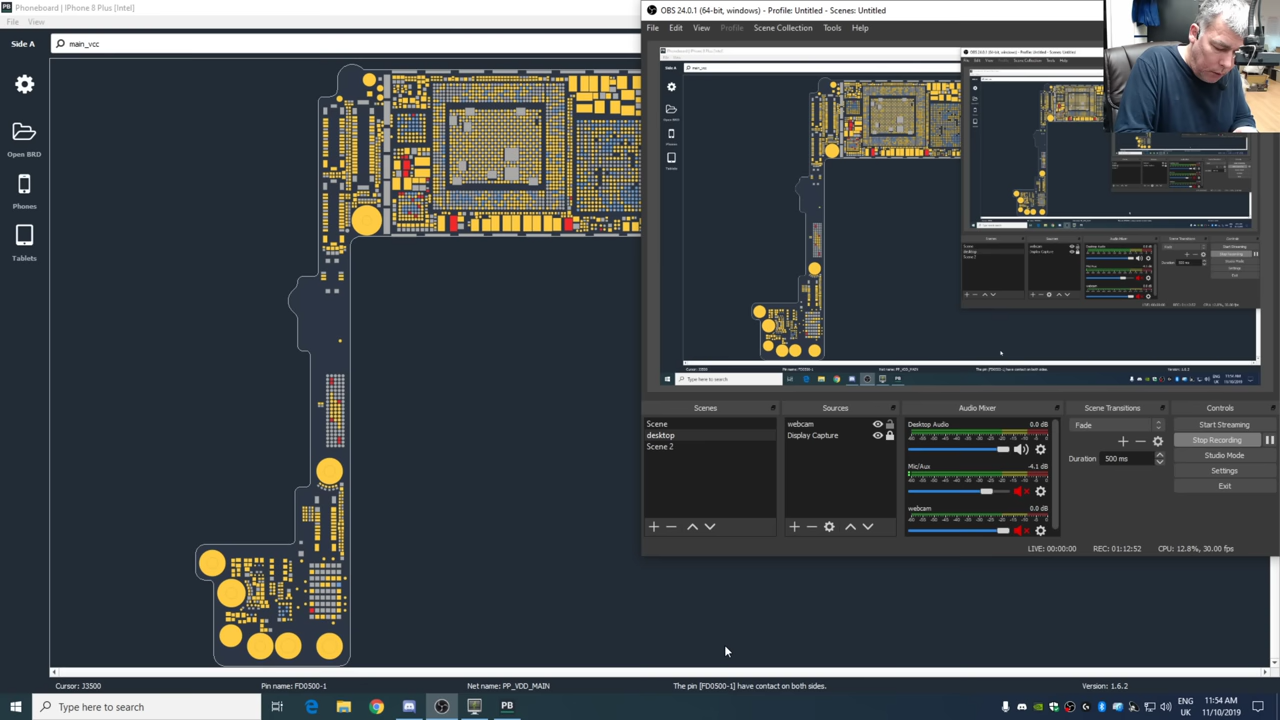 Phoneboard | IPhone 8 Plus [Intel]
File View
Side A
main_vcc
Open BRD
Phones
Tablets
OBS 24.0.1 (64-bit, windows) - Profile: Untitled - Scenes: Untitled
File Edit View Profile Scene Collection Tools Help
Scenes
Sources
Audio Mixer
Scene Transitions
Controls
Scene
desktop
Scene 2
webcam
Display Capture
Desktop Audio 0.0 dB
Mic/Aux -4.1 dB
webcam 0.0 dB
Fade
Duration 500 ms
Start Streaming
Stop Recording
Studio Mode
Settings
Exit
LIVE: 00:00:00 REC: 01:12:52 CPU: 12.8%, 30.00 fps
Cursor: J3500
Pin name: FD0500-1
Net name: PP_VDD_MAIN
The pin [FD0500-1] have contact on both sides.
Version: 1.6.2
Type here to search
ENG
UK
11:54 AM
11/10/2019